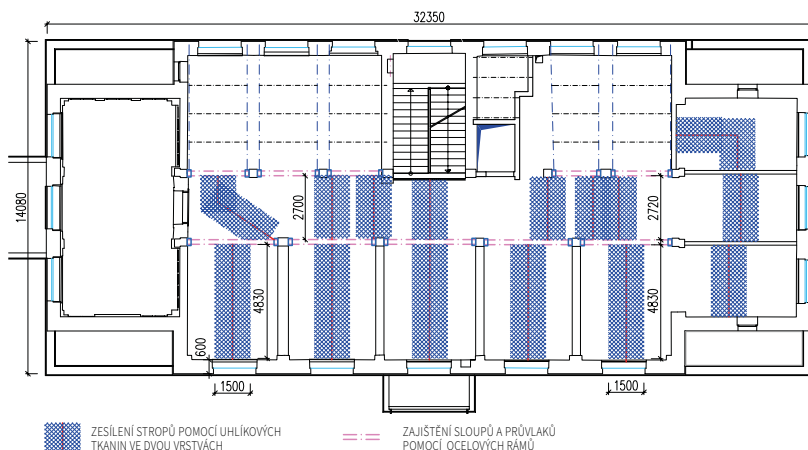 32350
14080
2700
2720
4830
4830
600
1500
1500
ZESÍLENÍ STROPŮ POMOCÍ UHLÍKOVÝCH
TKANIN VE DVOU VRSTVÁCH
ZAJIŠTĚNÍ SLOUPŮ A PRŮVLAKŮ
POMOCÍ OCELOVÝCH RÁMŮ